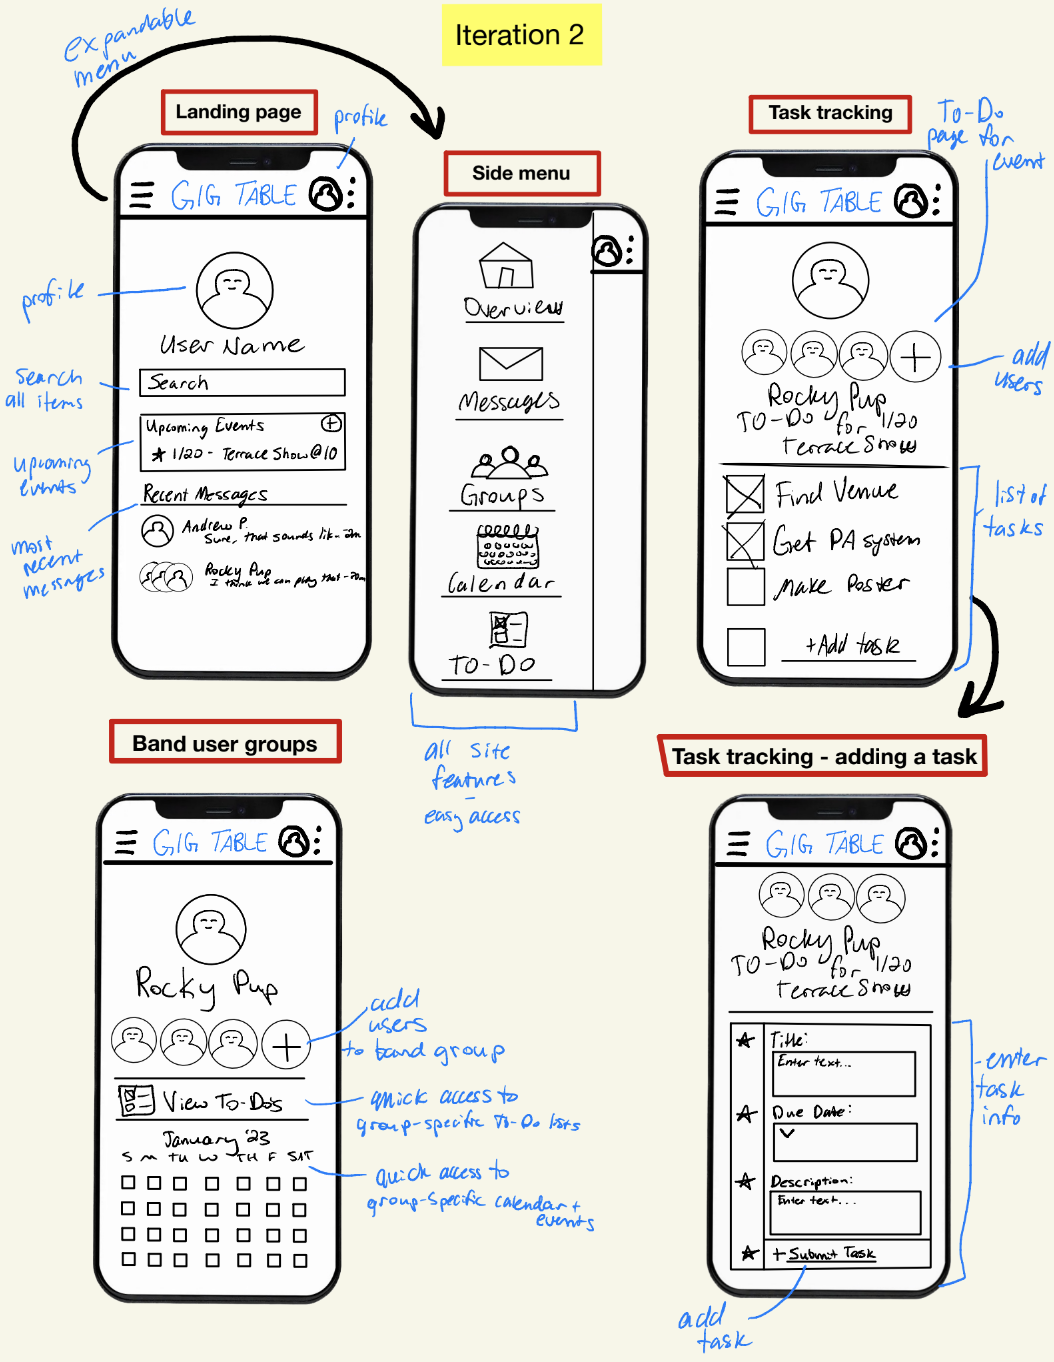 Iteration 2
expandable
menu
Landing page
profile
GIG TABLE
profile
User Name
Search
all items
Search
Upcoming Events
+
1/20 - Terrace Show @10
upcoming
events
Recent Messages
Andrew P.
Sure, that sounds like -2m
most
recent
messages
Rocky Pup
I think we can play that -20m
Side menu
Overview
Messages
Groups
Calendar
TO-DO
all site
features
-
easy access
Task tracking
To-Do
page for
event
GIG TABLE
+
add
users
Rocky Pup
TO-DO for 1/20
Terrace Show
list of
tasks
Find Venue
Get PA system
Make Poster
+Add task
Band user groups
GIG TABLE
Rocky Pup
+
add
users
to band group
View To-Do's
quick access to
group-specific To-Do lists
January '23
S M TU W TH F SAT
quick access to
group-specific calendar +
events
Task tracking - adding a task
GIG TABLE
Rocky Pup
TO-DO for 1/20
Terrace Show
Title:
Enter text...
enter
task
info
Due Date:
Description:
Enter text...
+ Submit Task
add
task